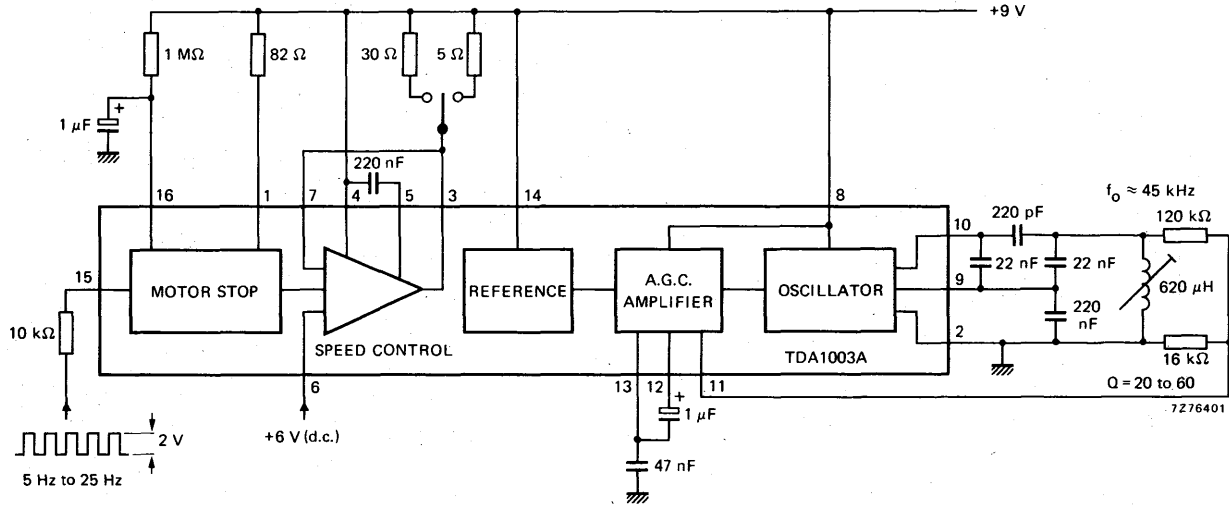 +9 V
1 MΩ
82 Ω
30 Ω
5 Ω
+
1 μF
220 nF
16
1
7
4
5
3
14
8
f₀ ≈ 45 kHz
10
220 pF
120 kΩ
15
MOTOR STOP
REFERENCE
A.G.C.
AMPLIFIER
OSCILLATOR
22 nF
22 nF
9
620 μH
10 kΩ
220
nF
2
SPEED CONTROL
TDA1003A
16 kΩ
6
13
12
11
Q = 20 to 60
+
1 μF
7Z76401
2 V
+6 V (d.c.)
47 nF
5 Hz to 25 Hz